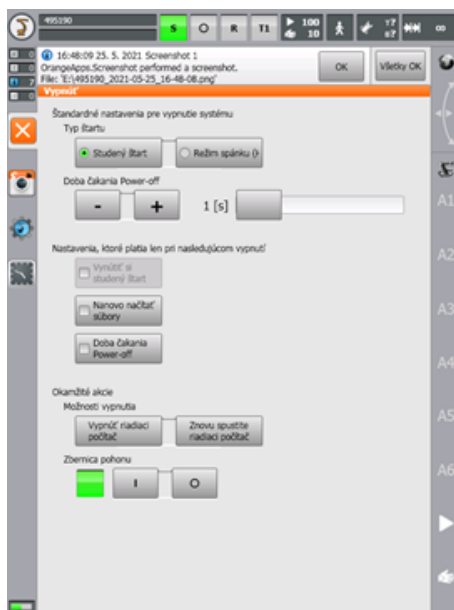 495190
S O R T1 100 10 Y? s? ∞
0 16:48:09 25. 5. 2021 Screenshot 1
0 OrangeApps.Screenshot performed a screenshot.
7 File: 'E:\495190_2021-05-25_16-48-08.png'
0
OK Všetky OK
Vypnúť
Štandardné nastavenia pre vypnutie systému
Typ štartu
Studený štart Režim spánku (H
Doba čakania Power-off
- + 1 [s]
Nastavenia, ktoré platia len pri nasledujúcom vypnutí
Vynútiť si
studený štart
Nanovo načítať
súbory
Doba čakania
Power-off
Okamžité akcie
Možnosti vypnutia
Vypnúť riadiaci
počítač
Znovu spustite
riadiaci počítač
Zbernica pohonu
I O
A1
A2
A3
A4
A5
A6